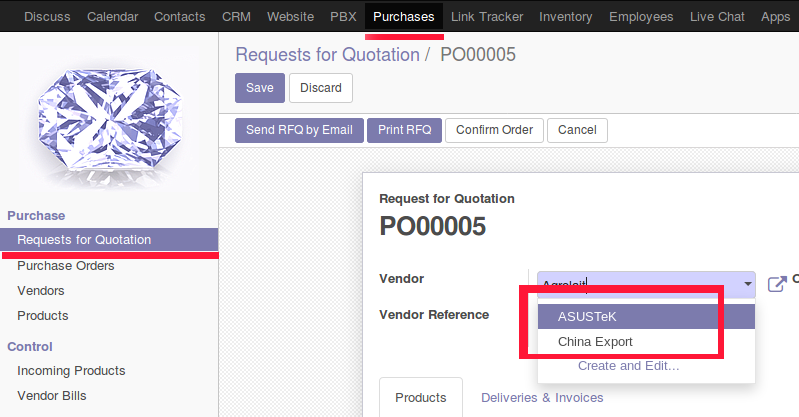 Discuss Calendar Contacts CRM Website PBX Purchases Link Tracker Inventory Employees Live Chat Apps
Requests for Quotation / PO00005
Save Discard
Send RFQ by Email Print RFQ Confirm Order Cancel
Purchase
Requests for Quotation
Purchase Orders
Vendors
Products
Control
Incoming Products
Vendor Bills
Request for Quotation
PO00005
Vendor
Vendor Reference
ASUSTeK
China Export
Create and Edit...
Products Deliveries & Invoices